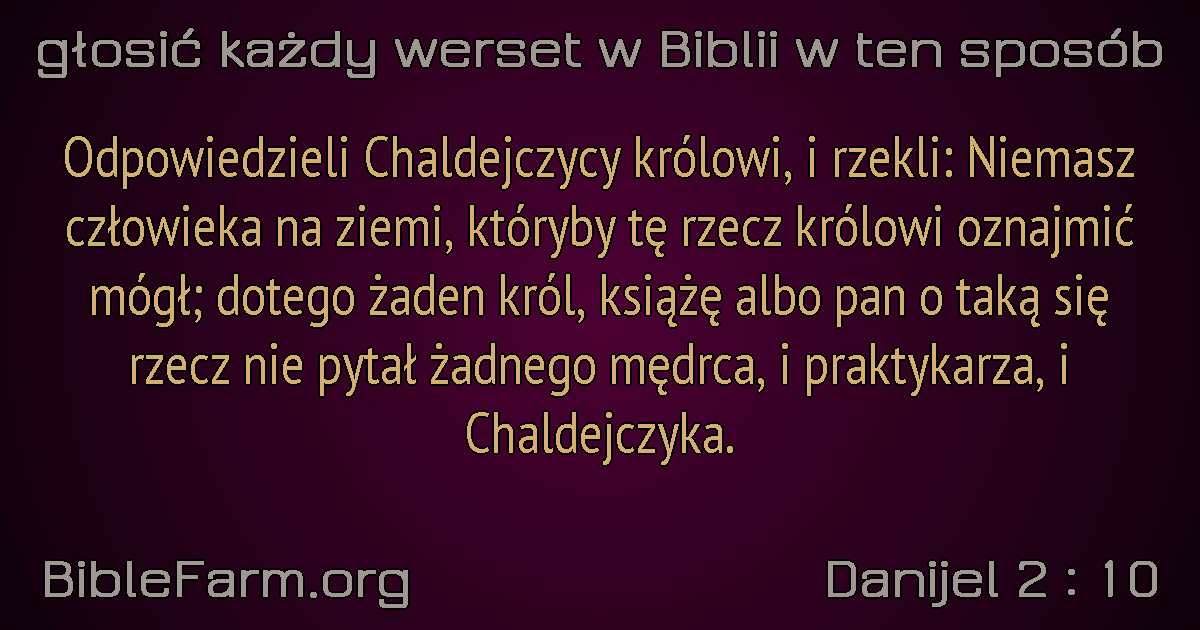 głosić każdy werset w Biblii w ten sposób
Odpowiedzieli Chaldejczycy królowi, i rzekli: Niemasz
człowieka na ziemi, któryby tę rzecz królowi oznajmić
mógł; dotego żaden król, książę albo pan o taką się
rzecz nie pytał żadnego mędrca, i praktykarza, i
Chaldejczyka.
BibleFarm.org
Danijel 2 : 10